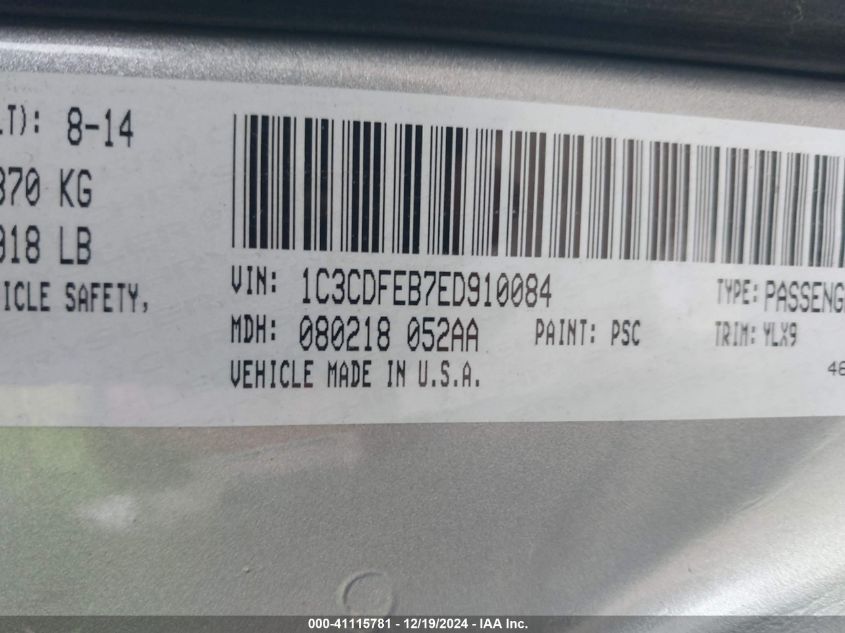 LT): 8-14
870 KG
VIN: 1C3CDFEB7ED910084
TYPE: PASSENG
018 LB
ICLE SAFETY,
MDH: 080218 052AA
PAINT: PSC
TRIM: YLX9
VEHICLE MADE IN U.S.A.
46
000-41115781 - 12/19/2024 - IAA Inc.